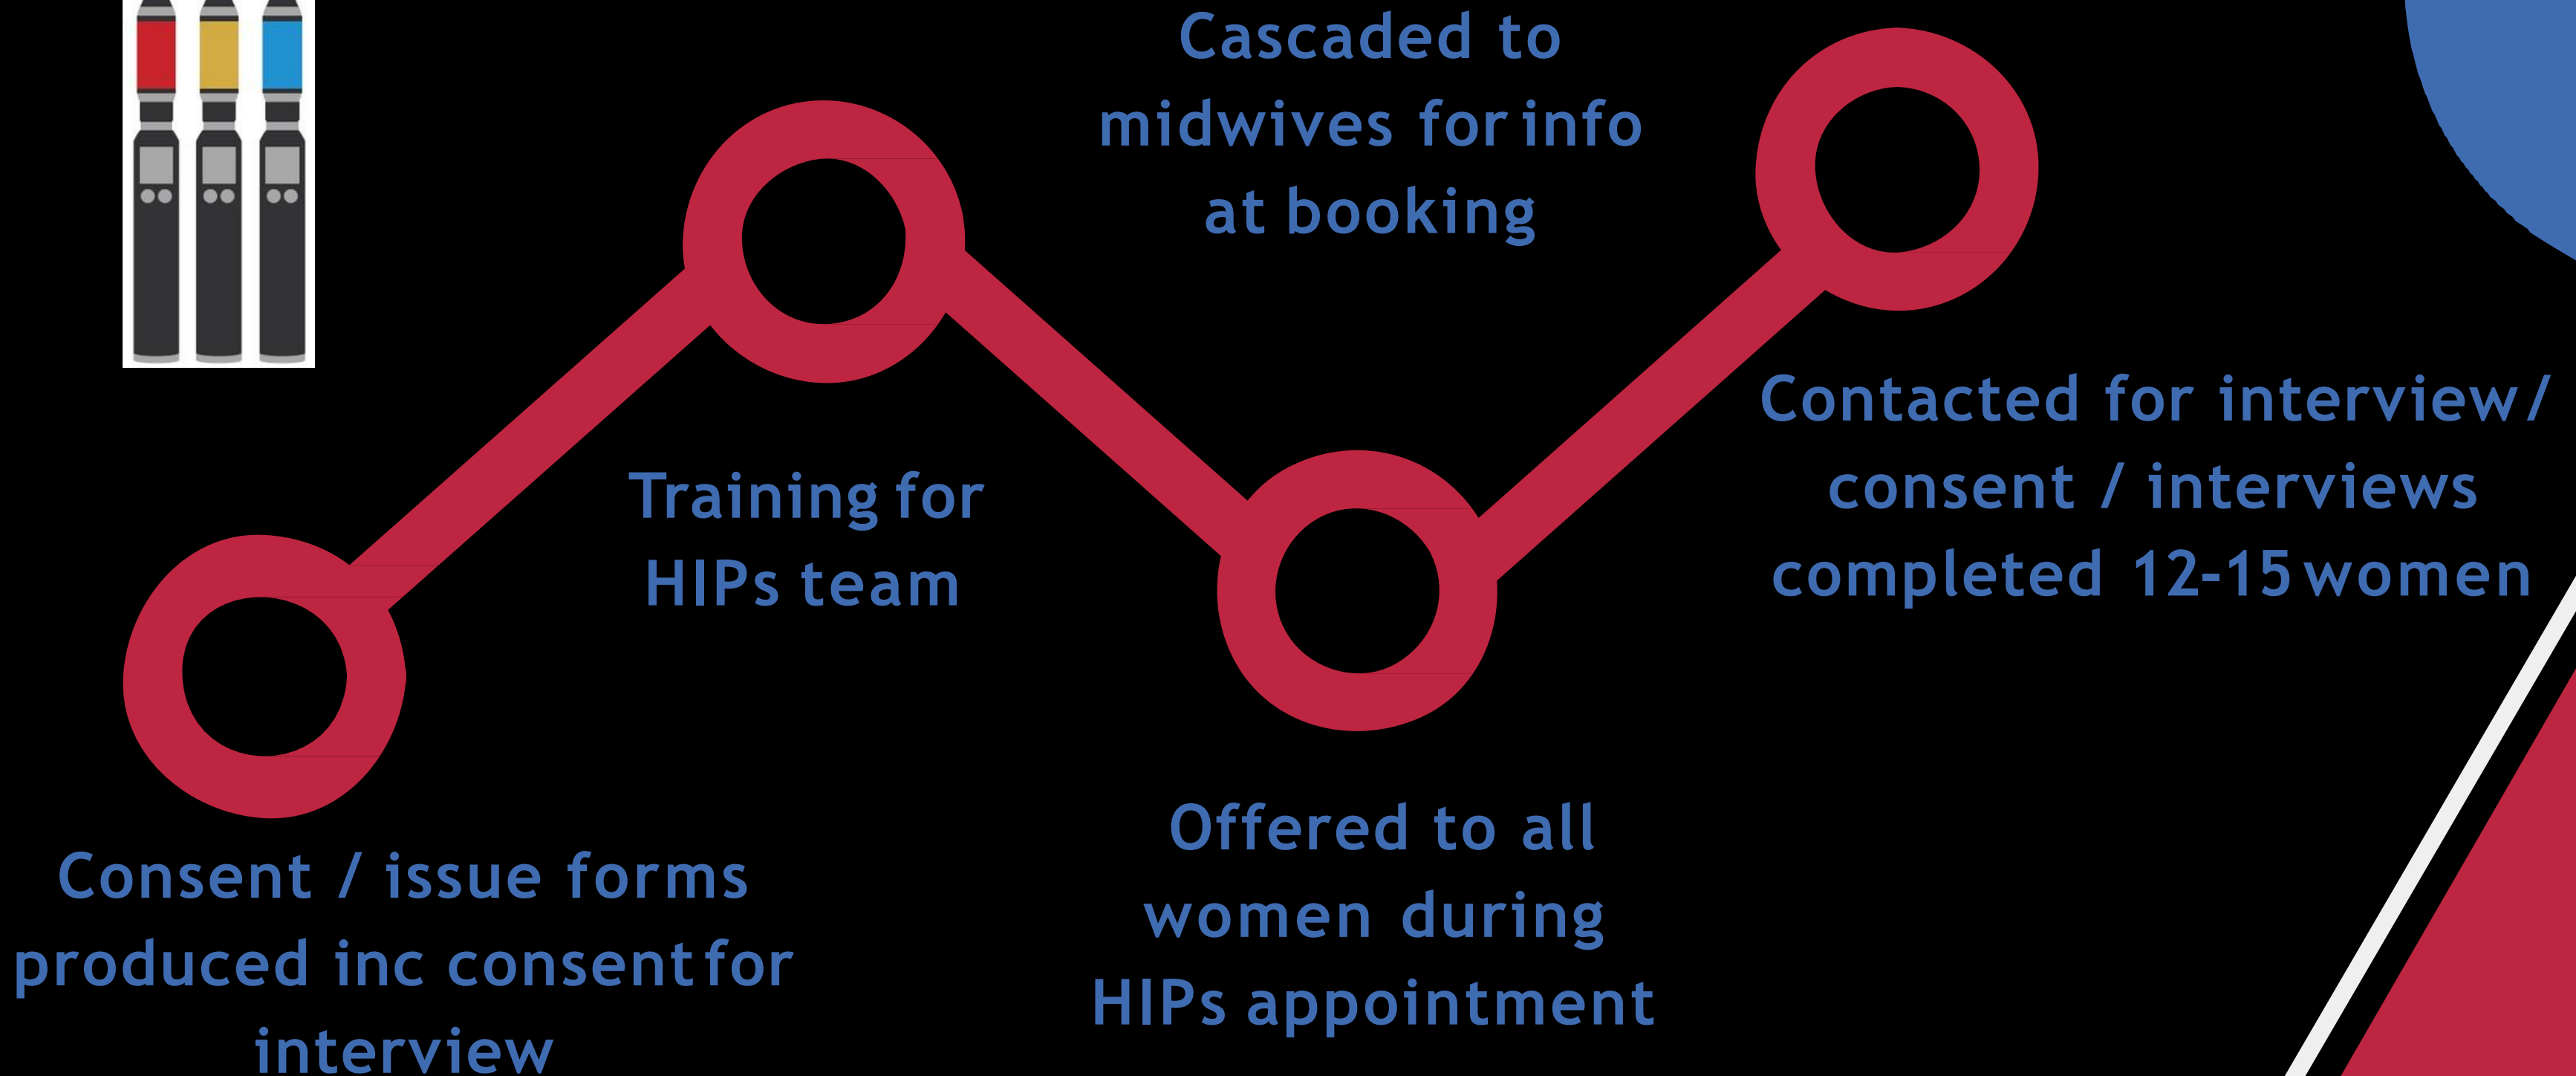 Consent / issue forms
produced inc consent for
interview
Training for
HIPs team
Cascaded to
midwives for info
at booking
Offered to all
women during
HIPs appointment
Contacted for interview/
consent / interviews
completed 12-15 women